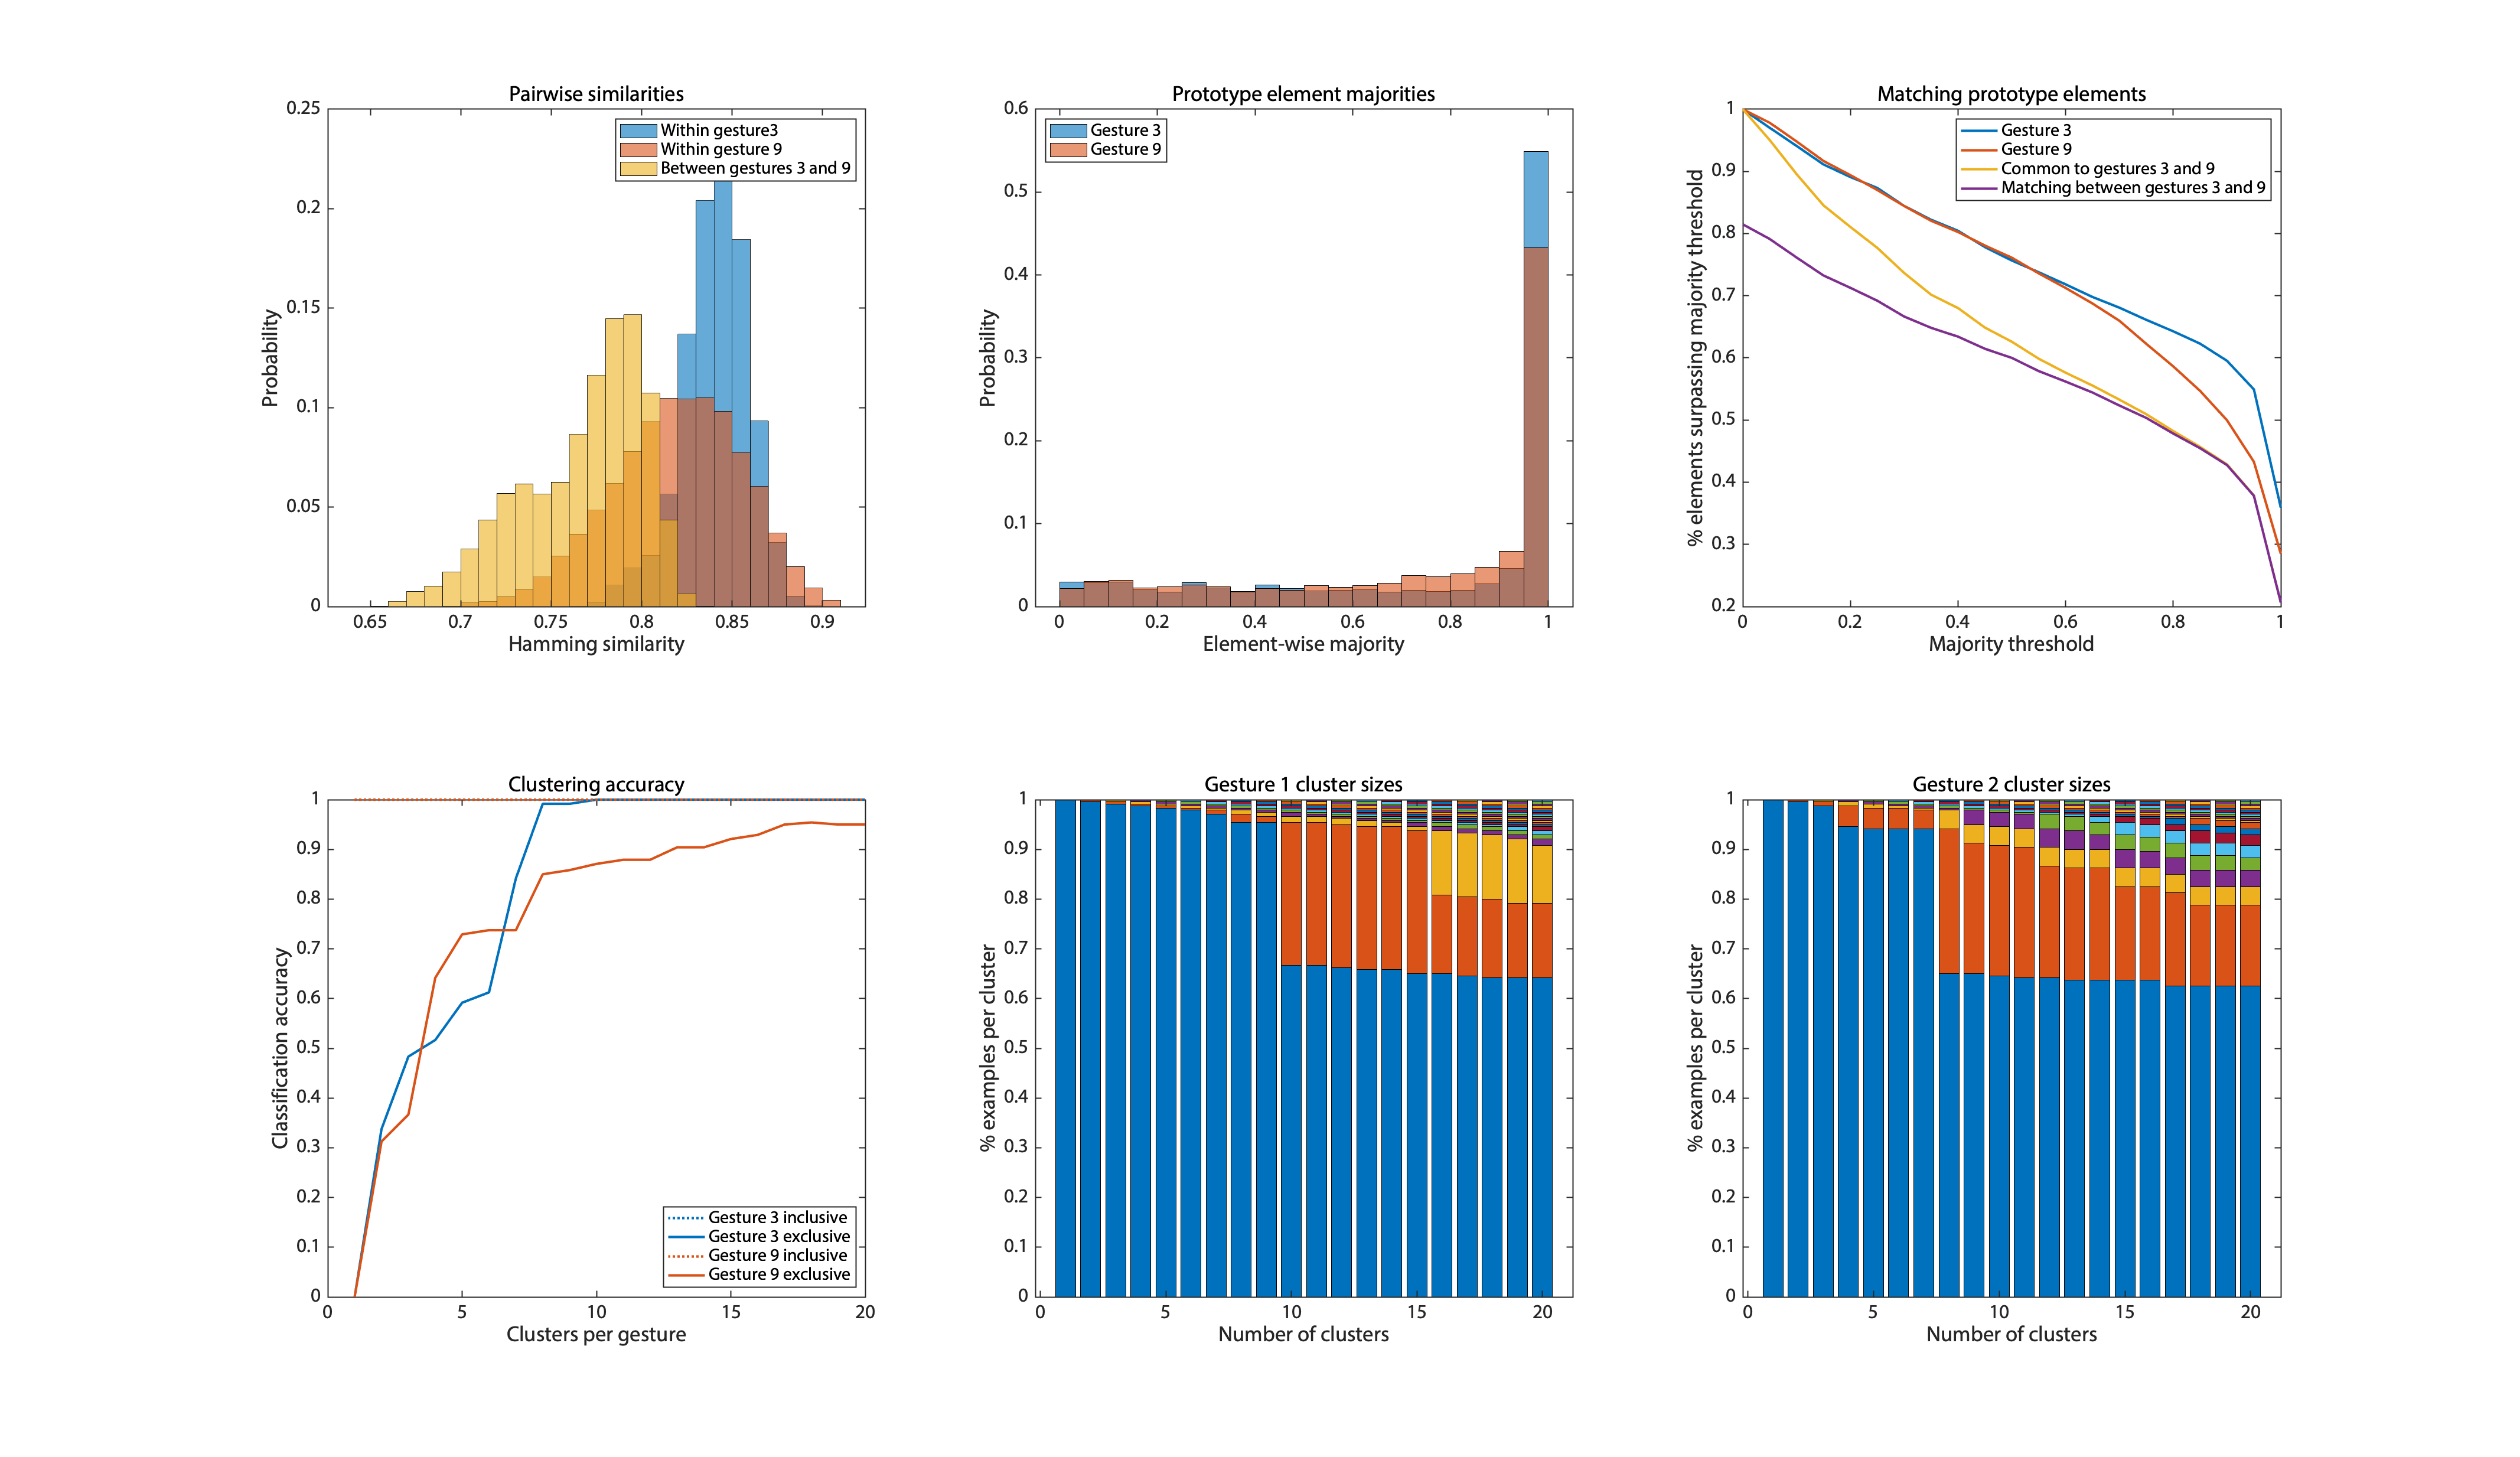 Pairwise similarities
0.25
0.2
0.15
0.1
0.05
0
Probability
Within gesture3
Within gesture 9
Between gestures 3 and 9
0.65 0.7 0.75 0.8 0.85 0.9
Hamming similarity
Prototype element majorities
0.6
0.5
0.4
0.3
0.2
0.1
0
Probability
Gesture 3
Gesture 9
0 0.2 0.4 0.6 0.8 1
Element-wise majority
Matching prototype elements
1
0.9
0.8
0.7
0.6
0.5
0.4
0.3
0.2
% elements surpassing majority threshold
Gesture 3
Gesture 9
Common to gestures 3 and 9
Matching between gestures 3 and 9
0 0.2 0.4 0.6 0.8 1
Majority threshold
Clustering accuracy
1
0.9
0.8
0.7
0.6
0.5
0.4
0.3
0.2
0.1
0
Classification accuracy
Gesture 3 inclusive
Gesture 3 exclusive
Gesture 9 inclusive
Gesture 9 exclusive
0 5 10 15 20
Clusters per gesture
Gesture 1 cluster sizes
1
0.9
0.8
0.7
0.6
0.5
0.4
0.3
0.2
0.1
0
% examples per cluster
0 5 10 15 20
Number of clusters
Gesture 2 cluster sizes
1
0.9
0.8
0.7
0.6
0.5
0.4
0.3
0.2
0.1
0
% examples per cluster
0 5 10 15 20
Number of clusters